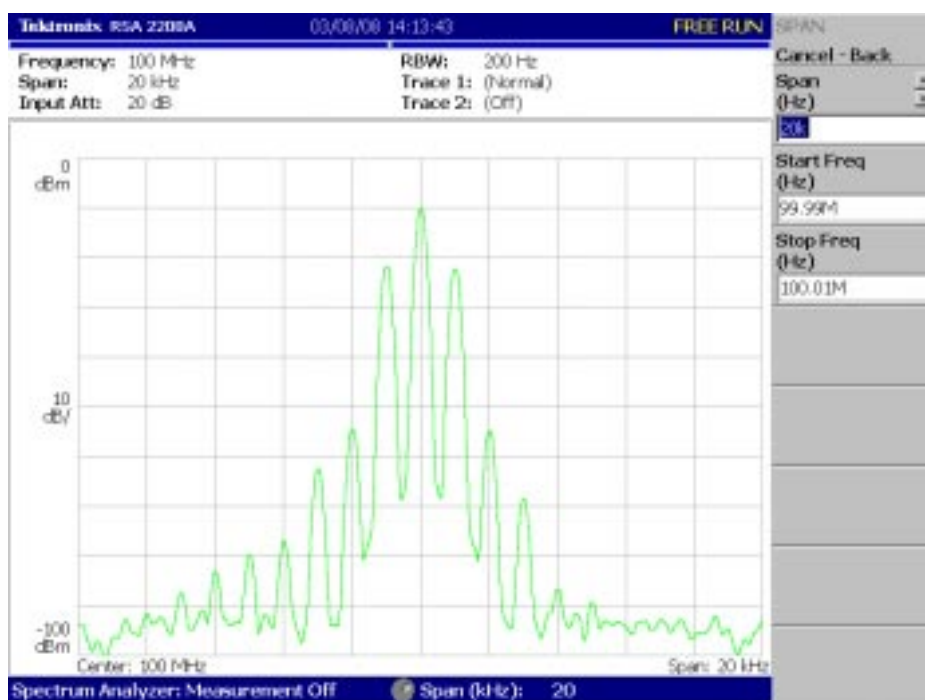 Tektronix RSA 2208A 03/08/08 14:13:43 FREE RUN
SPAN
Frequency: 100 MHz RBW: 200 Hz
Span: 20 kHz Trace 1: (Normal)
Input Att: 20 dB Trace 2: (Off)
Cancel - Back
Span
(Hz)
20k
Start Freq
(Hz)
99.99M
Stop Freq
(Hz)
100.01M
0
dBm
10
dB/
-100
dBm
Center: 100 MHz Span: 20 kHz
Spectrum Analyzer: Measurement Off Span (kHz): 20